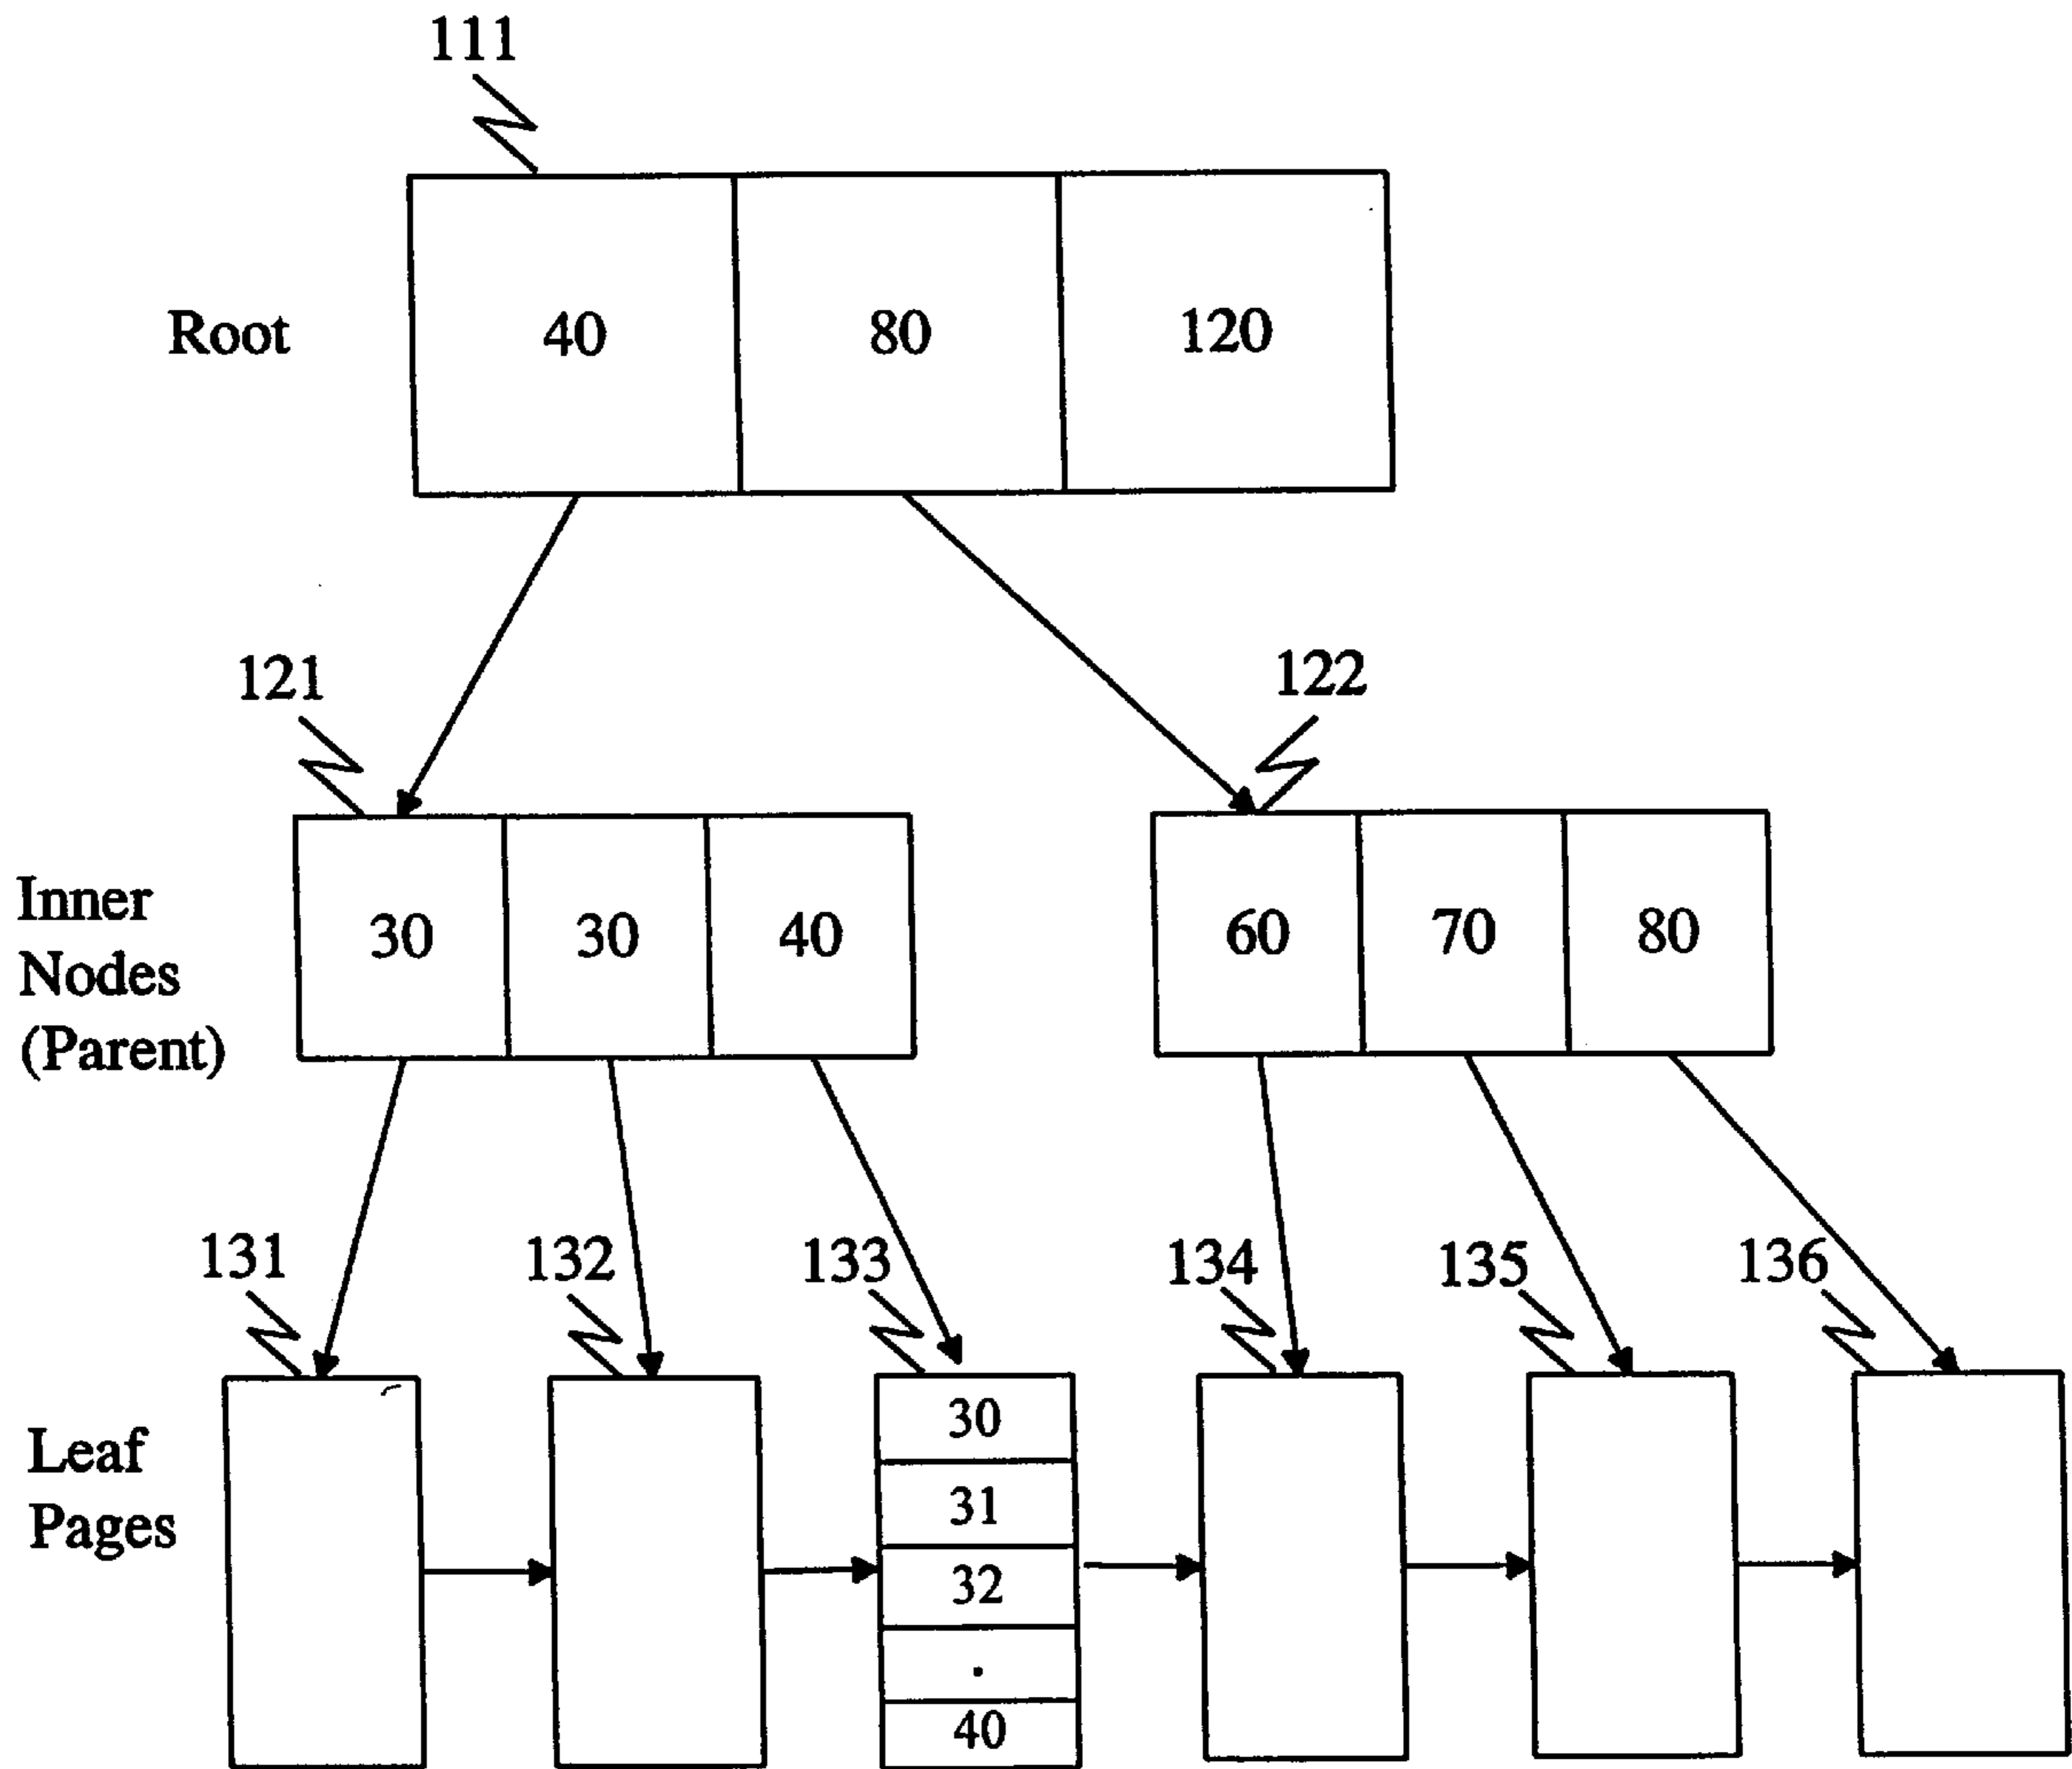 111
Root
40 80 120
121
122
Inner
Nodes
(Parent)
30 30 40
60 70 80
131 132 133 134 135 136
Leaf
Pages
30
31
32
.
40